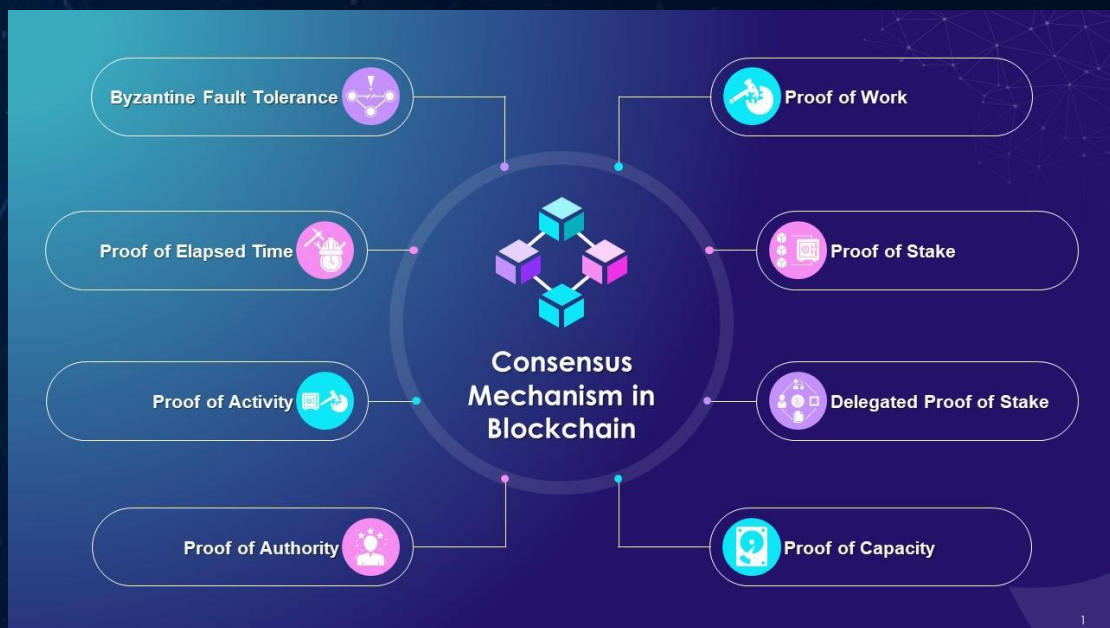 Byzantine Fault Tolerance
Proof of Work
Proof of Elapsed Time
Proof of Stake
Consensus
Mechanism in
Blockchain
Proof of Activity
Delegated Proof of Stake
Proof of Authority
Proof of Capacity
1